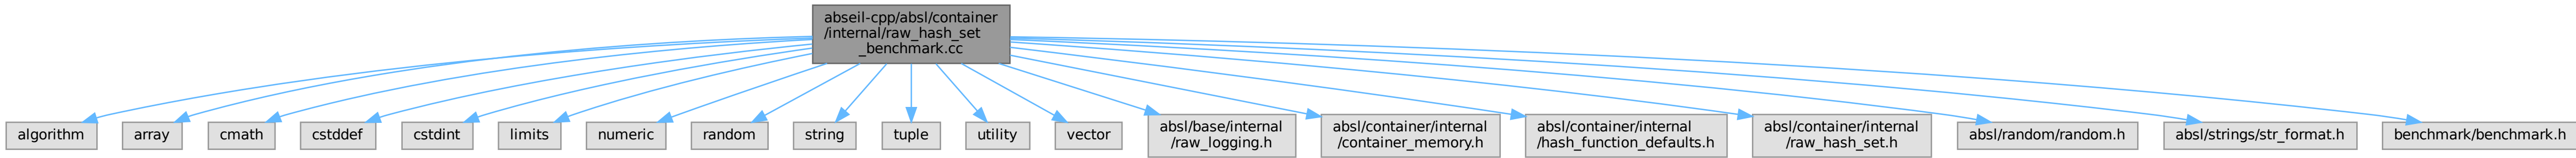 abseil-cpp/absl/container
/internal/raw_hash_set
_benchmark.cc
algorithm
array
cmath
cstddef
cstdint
limits
numeric
random
string
tuple
utility
vector
absl/base/internal
/raw_logging.h
absl/container/internal
/container_memory.h
absl/container/internal
/hash_function_defaults.h
absl/container/internal
/raw_hash_set.h
absl/random/random.h
absl/strings/str_format.h
benchmark/benchmark.h